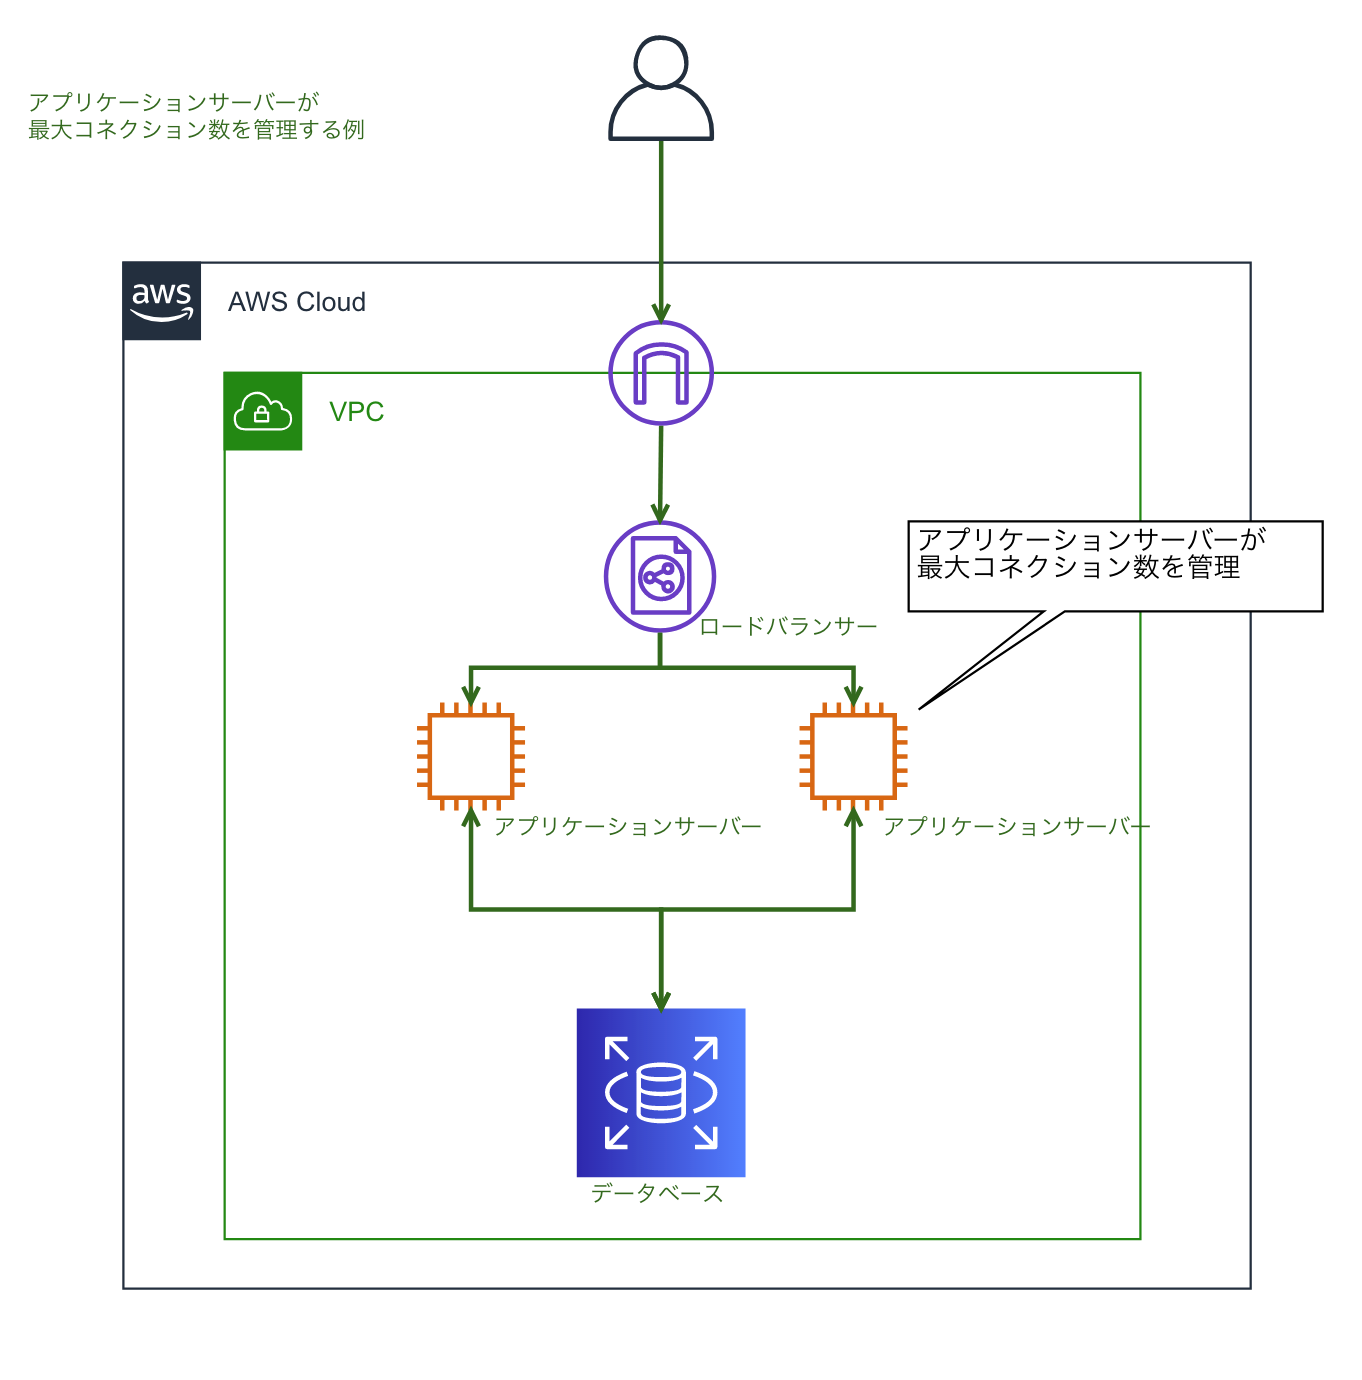 アプリケーションサーバーが
最大コネクション数を管理する例
aws
AWS Cloud
VPC
アプリケーションサーバーが
最大コネクション数を管理
ロードバランサー
アプリケーションサーバー
アプリケーションサーバー
データベース